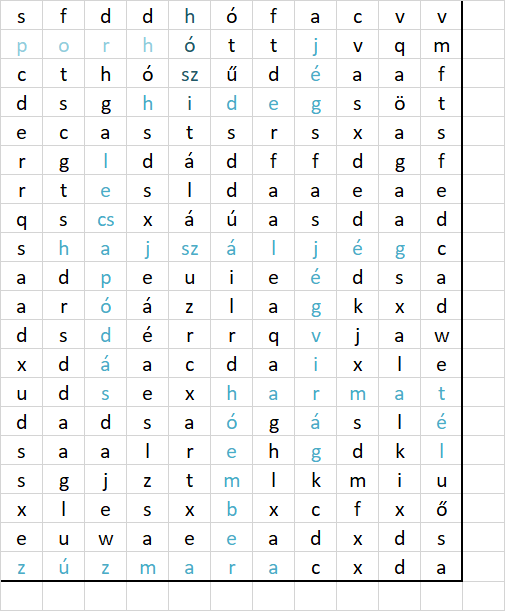 s f d d h ó f a c v v
p o r h ó t t j v q m
c t h ó sz ű d é a a f
d s g h i d e g s ö t
e c a s t s r s x a s
r g l d á d f f d g f
r t e s l d a a e a e
q s cs x á ú a s d a d
s h a j sz á l j é g c
a d p e u i e é d s a
a r ó á z l a g k x d
d s d é r r q v j a w
x d á a c d a i x l e
u d s e x h a r m a t
d a d s a ó g á s l é
s a a l r e h g d k l
s g j z t m l k m i u
x l e s x b x c f x ő
e u w a e e a d x d s
z ú z m a r a c x d a